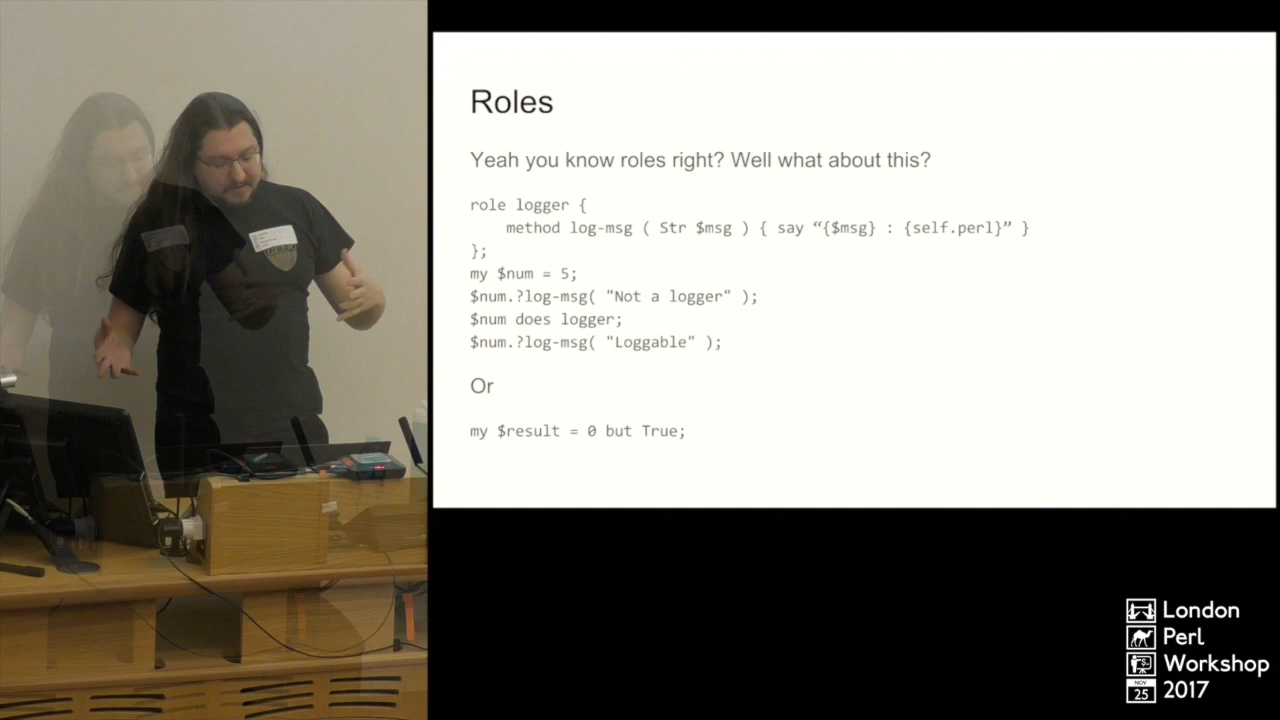 Roles
Yeah you know roles right? Well what about this?
role logger {
    method log-msg ( Str $msg ) { say “{$msg} : {self.perl}” }
};
my $num = 5;
$num.?log-msg( "Not a logger" );
$num does logger;
$num.?log-msg( "Loggable" );
Or
my $result = 0 but True;
London
Perl
Workshop
NOV
25
2017